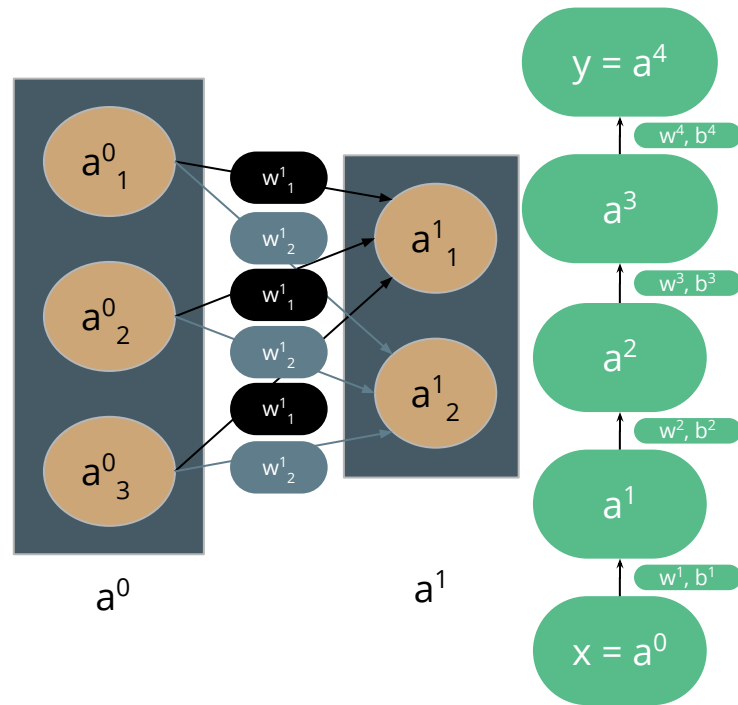 a⁰₁
a⁰₂
a⁰₃
a⁰
w¹₁
w¹₂
w¹₁
w¹₂
w¹₁
w¹₂
a¹₁
a¹₂
a¹
y = a⁴
w⁴, b⁴
a³
w³, b³
a²
w², b²
a¹
w¹, b¹
x = a⁰